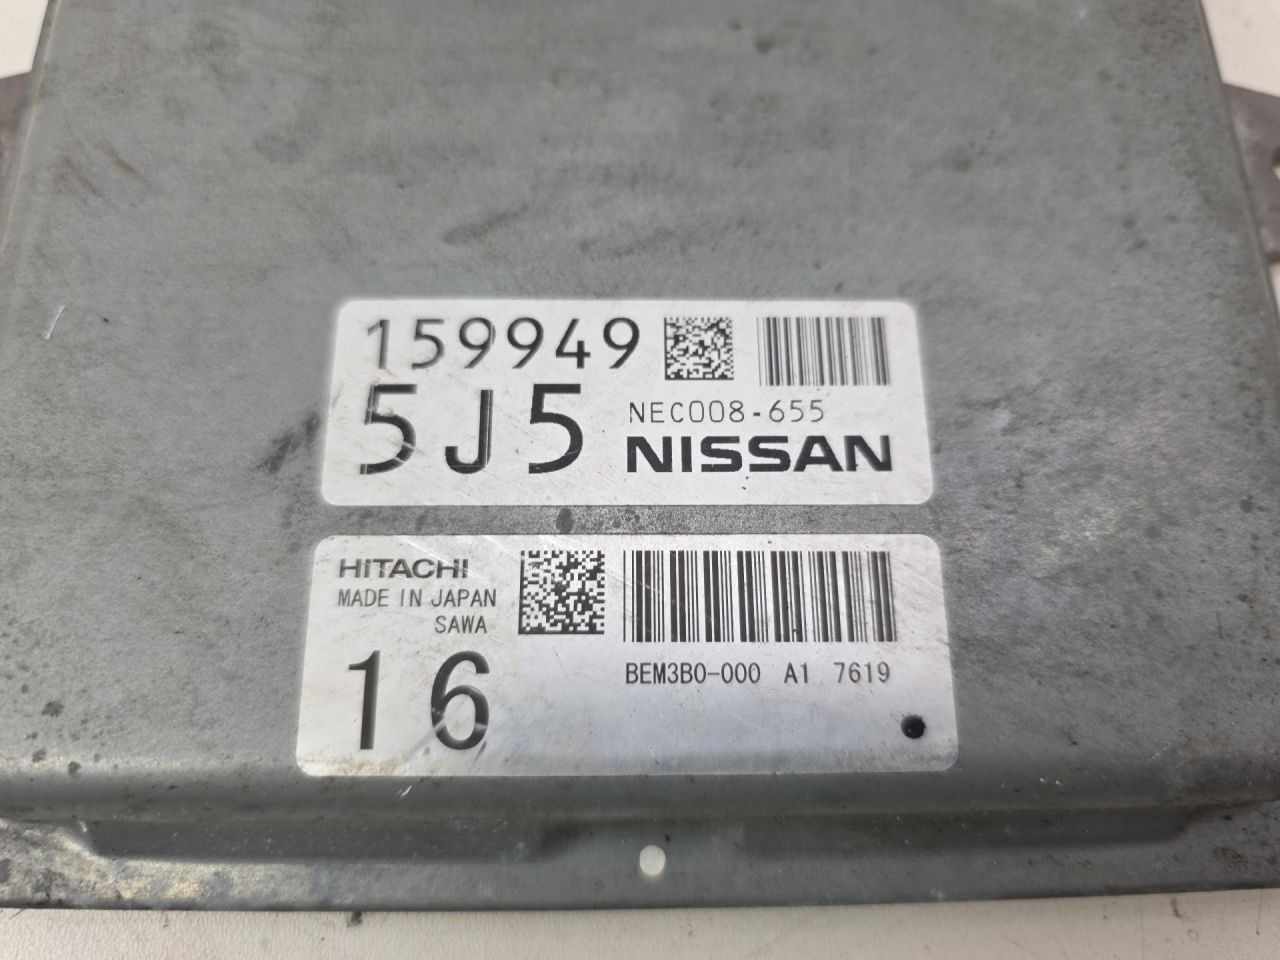 159949
5J5
NEC008-655
NISSAN
HITACHI
MADE IN JAPAN
SAWA
16
BEM3B0-000 A1 7619